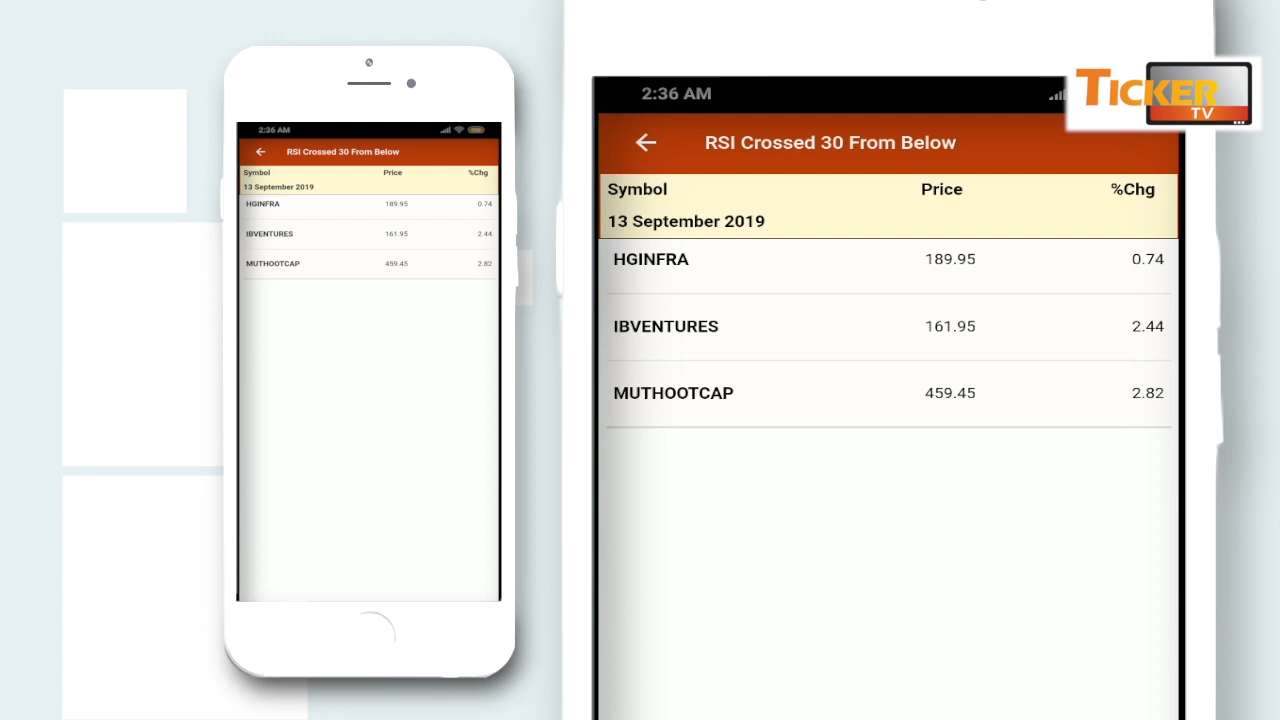 2:36 AM
RSI Crossed 30 From Below
Symbol Price %Chg
13 September 2019
HGINFRA 189.95 0.74
IBVENTURES 161.95 2.44
MUTHOOTCAP 459.45 2.82
2:36 AM
RSI Crossed 30 From Below
Symbol Price %Chg
13 September 2019
HGINFRA 189.95 0.74
IBVENTURES 161.95 2.44
MUTHOOTCAP 459.45 2.82
TICKER
TV